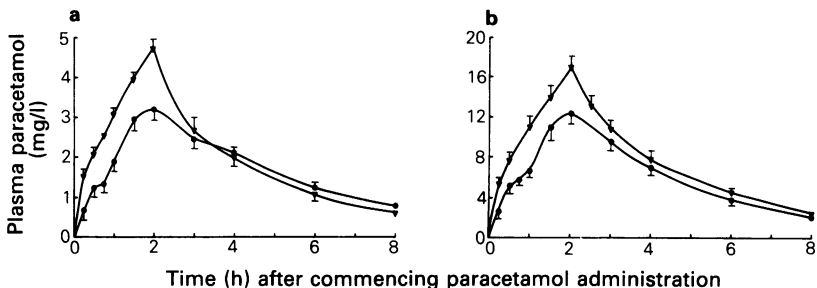 a
b
Plasma paracetamol
(mg/l)
5
4
3
2
1
0
0 2 4 6 8
20
16
12
8
4
0
0 2 4 6 8
Time (h) after commencing paracetamol administration